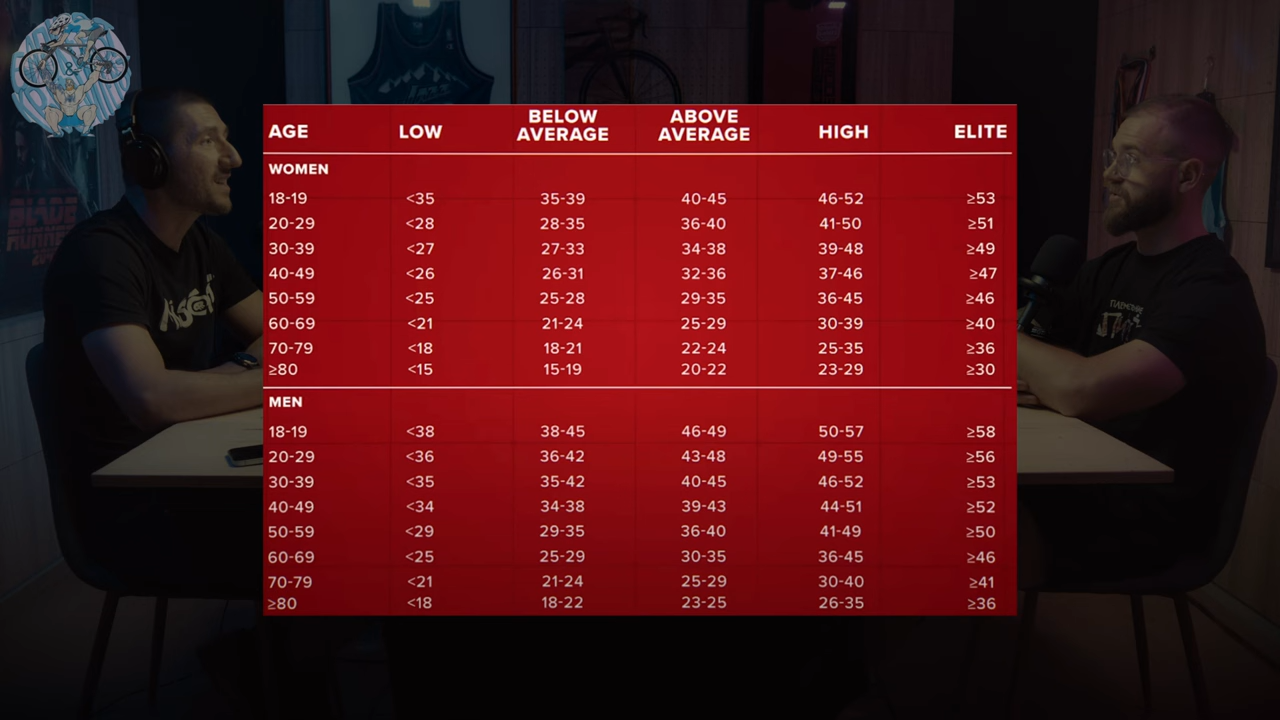 AGE LOW BELOW AVERAGE ABOVE AVERAGE HIGH ELITE
WOMEN
18-19 <35 35-39 40-45 46-52 ≥53
20-29 <28 28-35 36-40 41-50 ≥51
30-39 <27 27-33 34-38 39-48 ≥49
40-49 <26 26-31 32-36 37-46 ≥47
50-59 <25 25-28 29-35 36-45 ≥46
60-69 <21 21-24 25-29 30-39 ≥40
70-79 <18 18-21 22-24 25-35 ≥36
≥80 <15 15-19 20-22 23-29 ≥30
MEN
18-19 <38 38-45 46-49 50-57 ≥58
20-29 <36 36-42 43-48 49-55 ≥56
30-39 <35 35-42 40-45 46-52 ≥53
40-49 <34 34-38 39-43 44-51 ≥52
50-59 <29 29-35 36-40 41-49 ≥50
60-69 <25 25-29 30-35 36-45 ≥46
70-79 <21 21-24 25-29 30-40 ≥41
≥80 <18 18-22 23-25 26-35 ≥36
BLADE
RUNNER